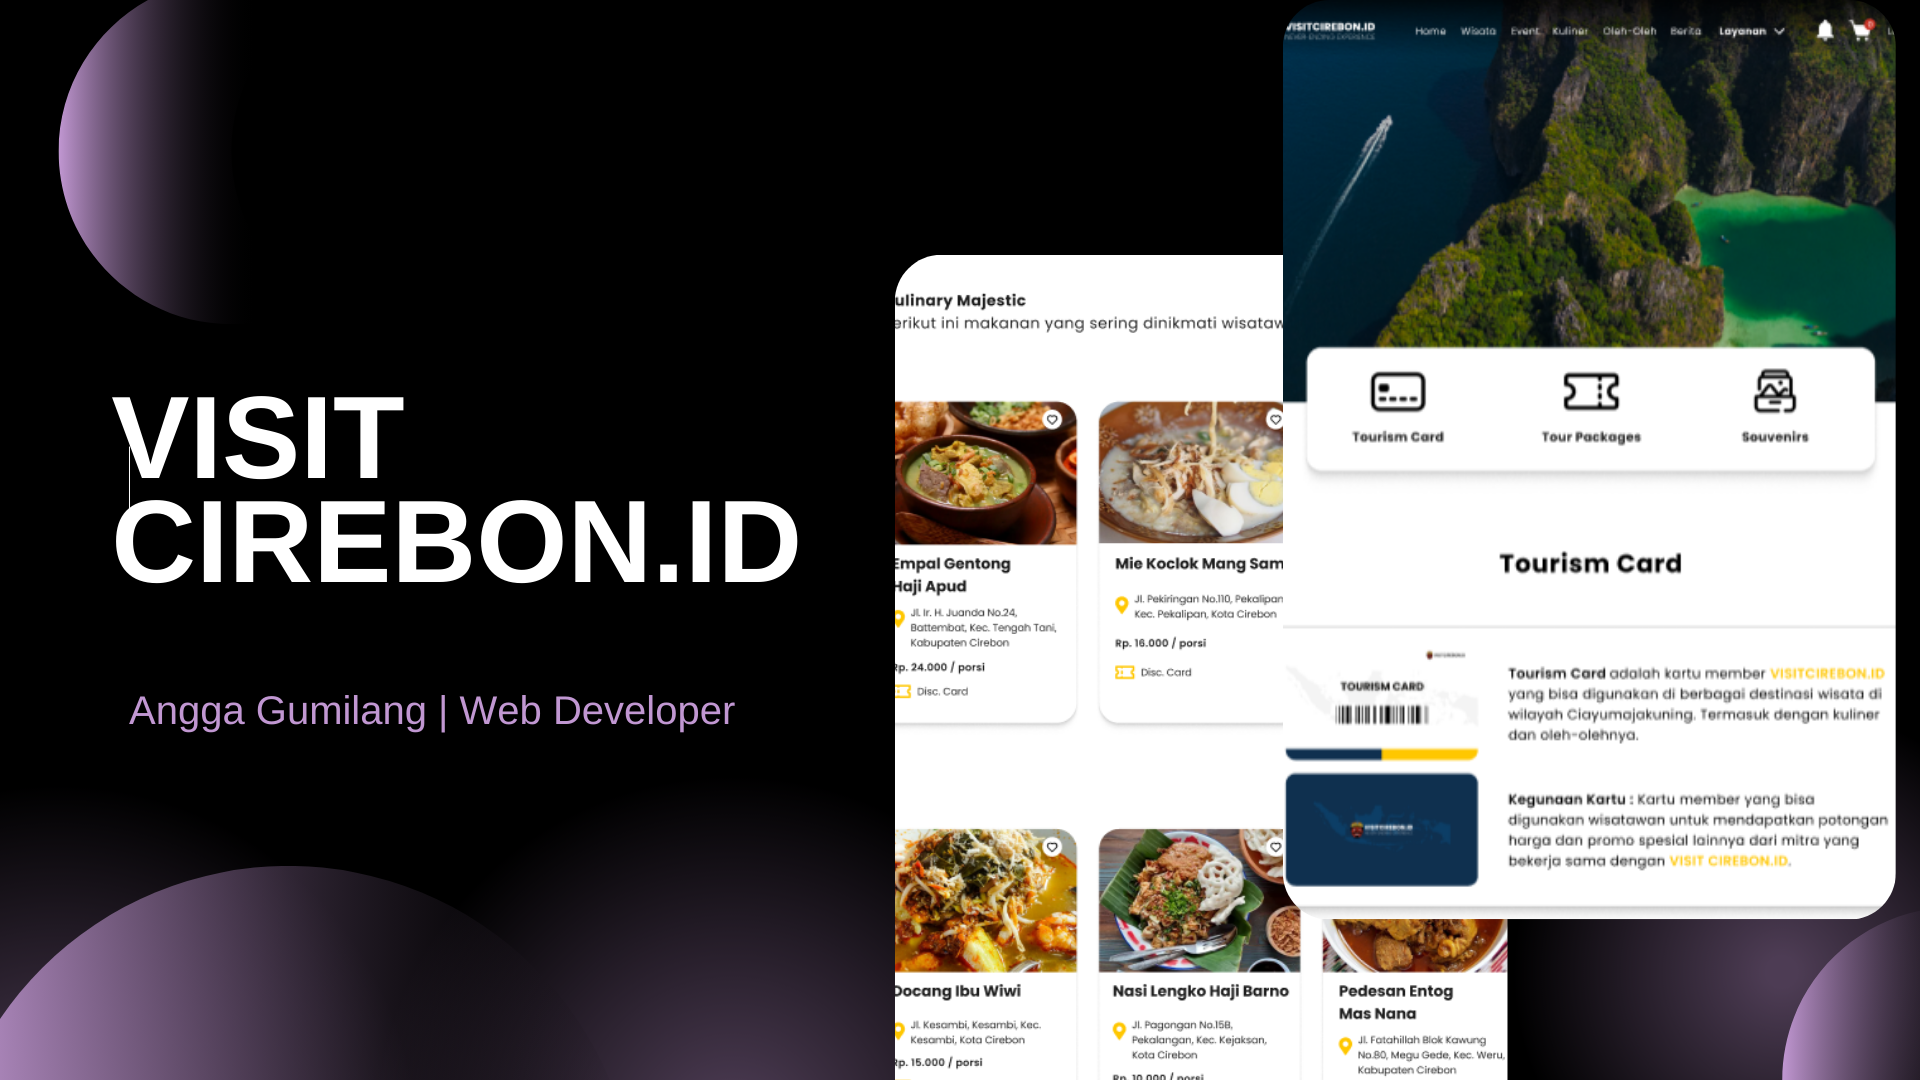 VISIT
CIREBON.ID
Angga Gumilang | Web Developer
ulinary Majestic
erikut ini makanan yang sering dinikmati wisataw
Empal Gentong
Haji Apud
Jl. Ir. H. Juanda No.24,
Battembat, Kec. Tengah Tani,
Kabupaten Cirebon
Rp. 24.000 / porsi
Disc. Card
Mie Koclok Mang Sam
Jl. Pekiringan No.110, Pekalipan
Kec. Pekalipan, Kota Cirebon
Rp. 16.000 / porsi
Disc. Card
Docang Ibu Wiwi
Jl. Kesambi, Kesambi, Kec.
Kesambi, Kota Cirebon
Rp. 15.000 / porsi
Nasi Lengko Haji Barno
Jl. Pagongan No.15B,
Pekalangan, Kec. Kejaksan,
Kota Cirebon
Rp. 10.000 / porsi
Pedesan Entog
Mas Nana
Jl. Fatahillah Blok Kawung
No.80, Megu Gede, Kec. Weru,
Kabupaten Cirebon
VISITCIREBON.ID
NEVER ENDING EXPERIENCE
Home Wisata Event Kuliner Oleh-Oleh Berita Layanan
Tourism Card
Tour Packages
Souvenirs
Tourism Card
TOURISM CARD
Tourism Card adalah kartu member VISITCIREBON.ID
yang bisa digunakan di berbagai destinasi wisata di
wilayah Ciayumajakuning. Termasuk dengan kuliner
dan oleh-olehnya.
VISITCIREBON.ID
Kegunaan Kartu : Kartu member yang bisa
digunakan wisatawan untuk mendapatkan potongan
harga dan promo spesial lainnya dari mitra yang
bekerja sama dengan VISIT CIREBON.ID.